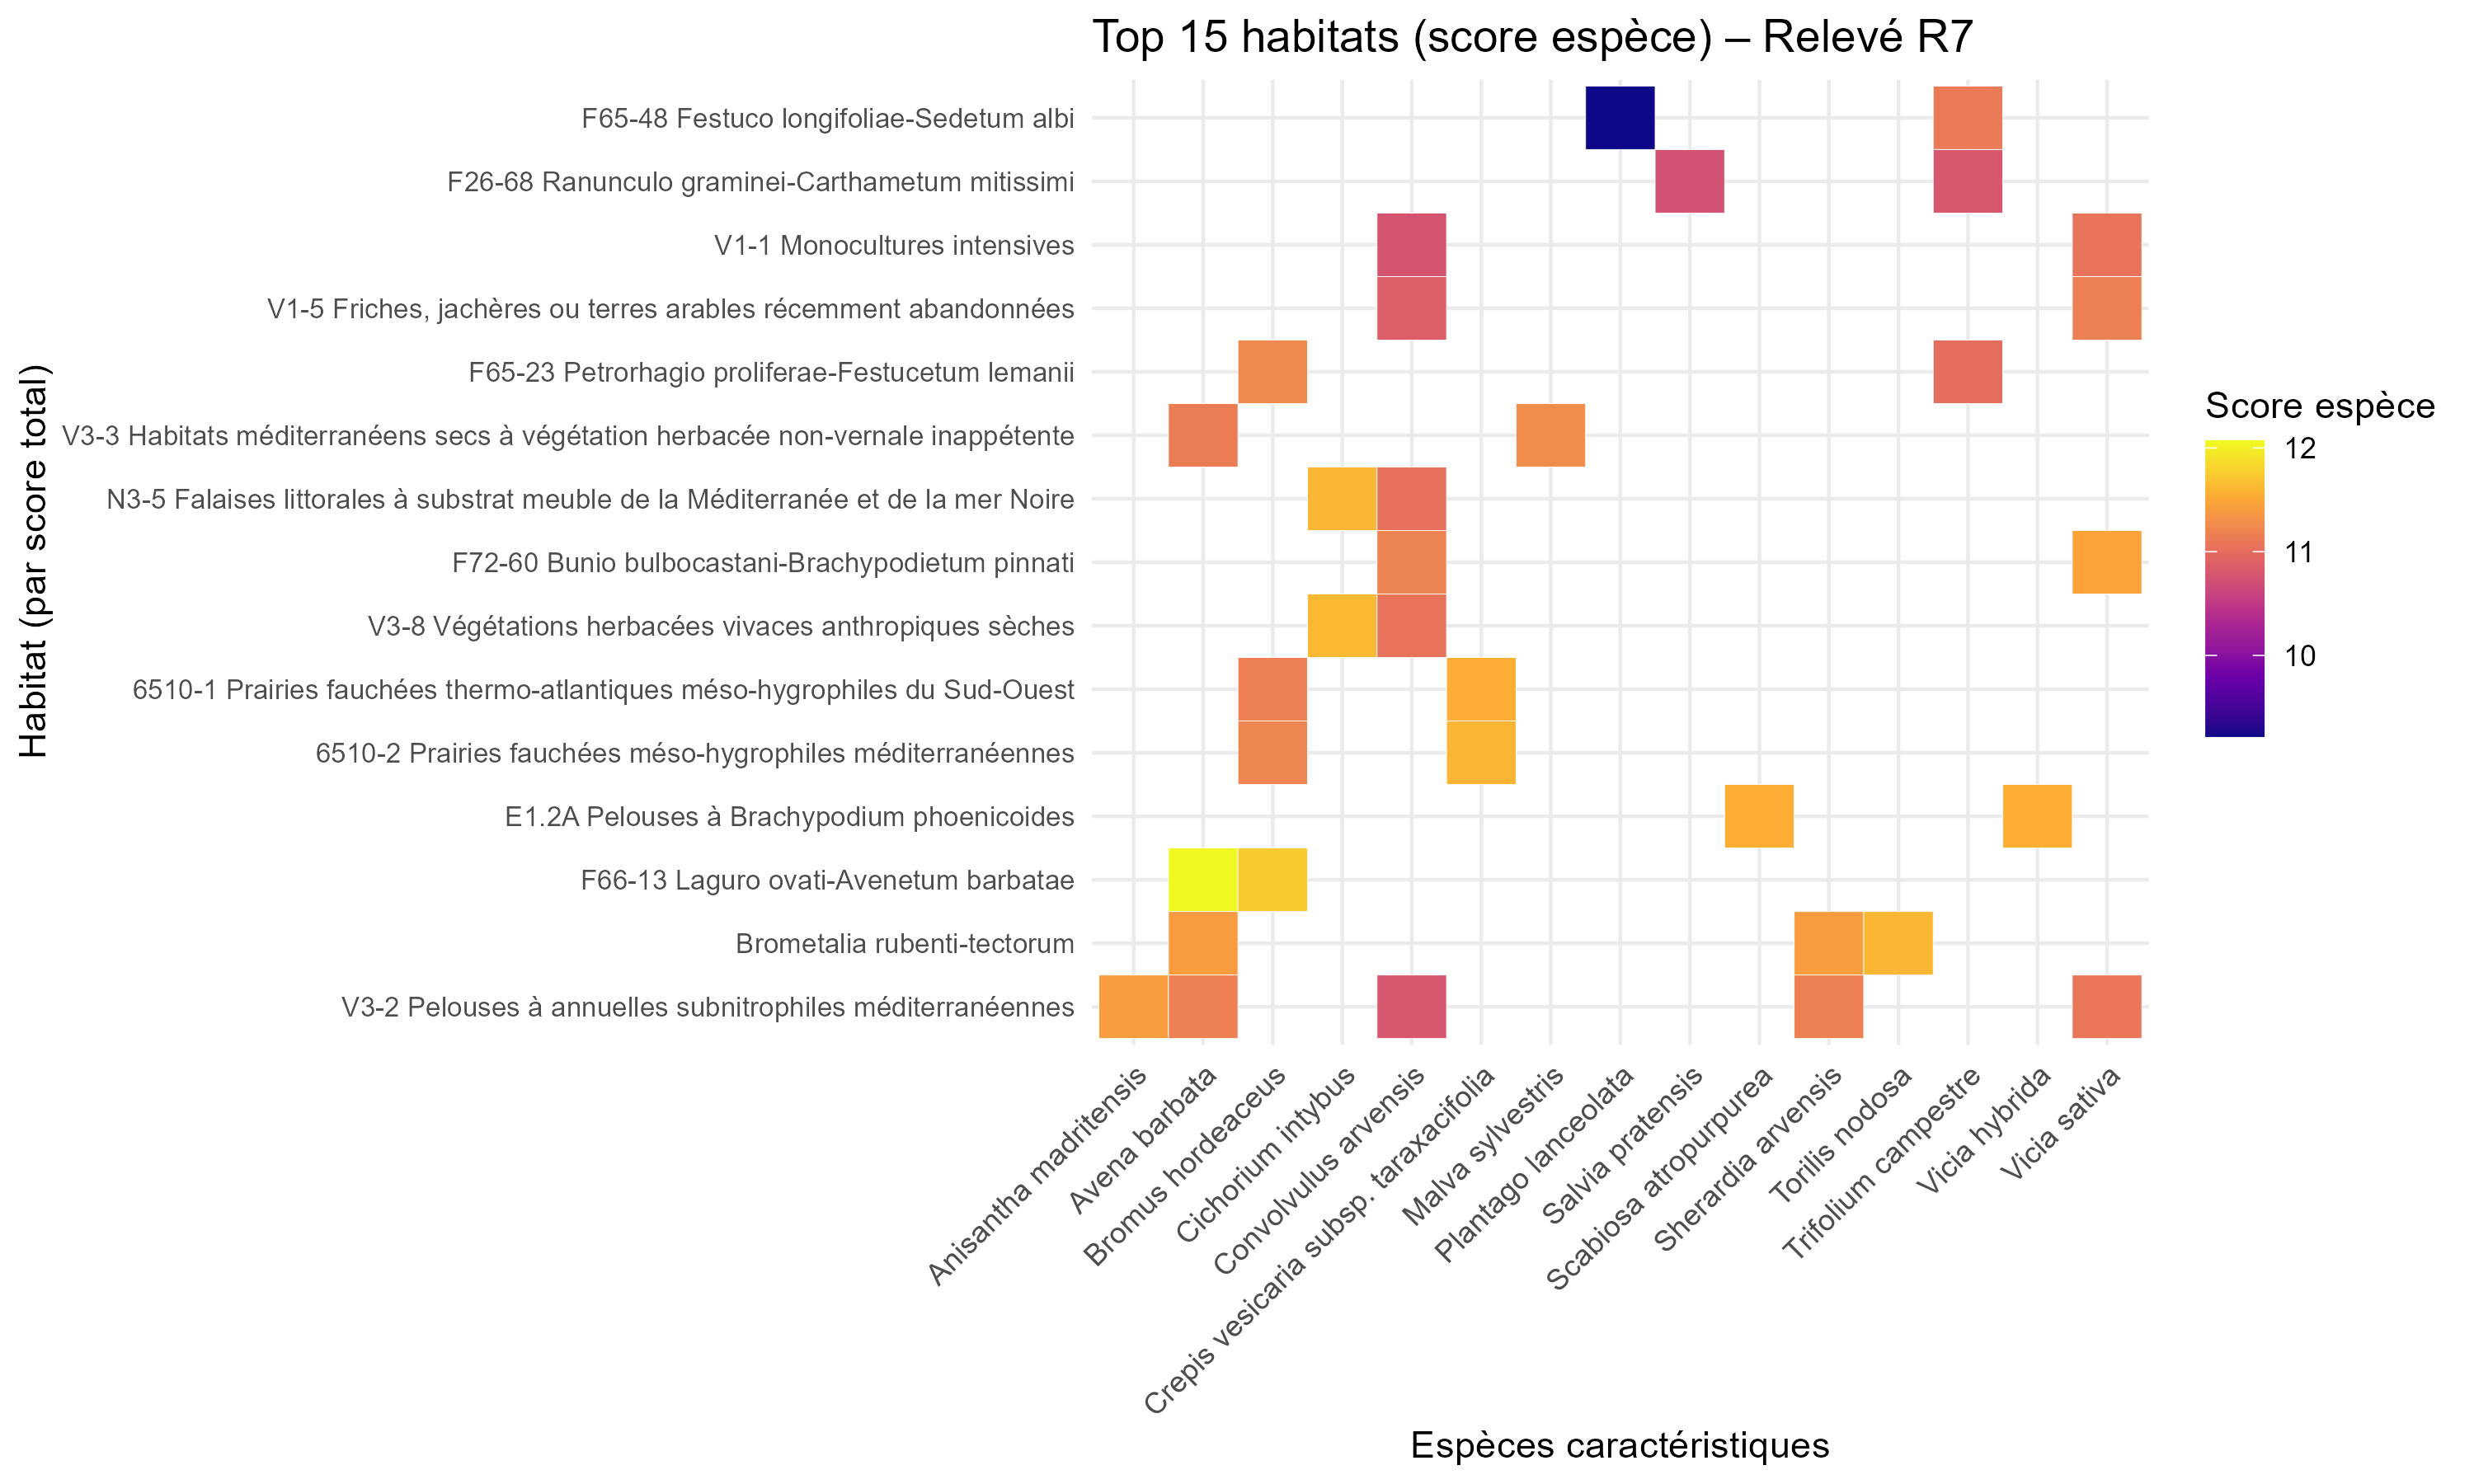 Top 15 habitats (score espèce) – Relevé R7
Habitat (par score total)
F65-48 Festuco longifoliae-Sedetum albi
F26-68 Ranunculo graminei-Carthametum mitissimi
V1-1 Monocultures intensives
V1-5 Friches, jachères ou terres arables récemment abandonnées
F65-23 Petrorhagio proliferae-Festucetum lemanii
V3-3 Habitats méditerranéens secs à végétation herbacée non-vernale inappétente
N3-5 Falaises littorales à substrat meuble de la Méditerranée et de la mer Noire
F72-60 Bunio bulbocastani-Brachypodietum pinnati
V3-8 Végétations herbacées vivaces anthropiques sèches
6510-1 Prairies fauchées thermo-atlantiques méso-hygrophiles du Sud-Ouest
6510-2 Prairies fauchées méso-hygrophiles méditerranéennes
E1.2A Pelouses à Brachypodium phoenicoides
F66-13 Laguro ovati-Avenetum barbatae
Brometalia rubenti-tectorum
V3-2 Pelouses à annuelles subnitrophiles méditerranéennes
Anisantha madritensis
Avena barbata
Bromus hordeaceus
Cichorium intybus
Convolvulus arvensis
Crepis vesicaria subsp. taraxacifolia
Malva sylvestris
Plantago lanceolata
Salvia pratensis
Scabiosa atropurpurea
Sherardia arvensis
Torilis nodosa
Trifolium campestre
Vicia hybrida
Vicia sativa
Espèces caractéristiques
Score espèce
12
11
10